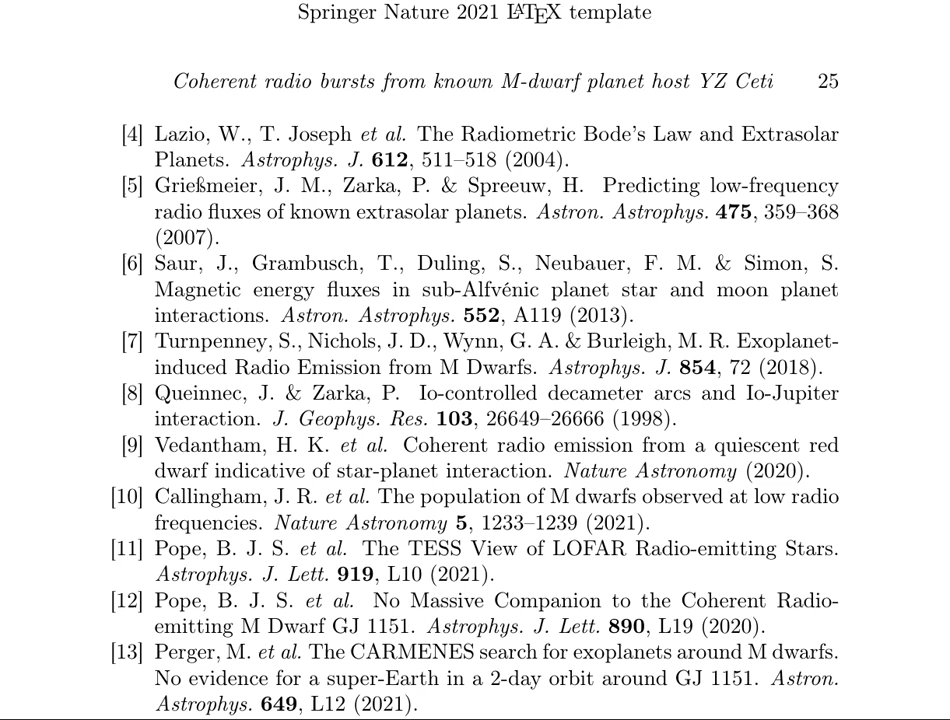 Springer Nature 2021 LATEX template
Coherent radio bursts from known M-dwarf planet host YZ Ceti 25
[4] Lazio, W., T. Joseph et al. The Radiometric Bode's Law and Extrasolar
Planets. Astrophys. J. 612, 511–518 (2004).
[5] Grießmeier, J. M., Zarka, P. & Spreeuw, H. Predicting low-frequency
radio fluxes of known extrasolar planets. Astron. Astrophys. 475, 359–368
(2007).
[6] Saur, J., Grambusch, T., Duling, S., Neubauer, F. M. & Simon, S.
Magnetic energy fluxes in sub-Alfvénic planet star and moon planet
interactions. Astron. Astrophys. 552, A119 (2013).
[7] Turnpenney, S., Nichols, J. D., Wynn, G. A. & Burleigh, M. R. Exoplanet-
induced Radio Emission from M Dwarfs. Astrophys. J. 854, 72 (2018).
[8] Queinnec, J. & Zarka, P. Io-controlled decameter arcs and Io-Jupiter
interaction. J. Geophys. Res. 103, 26649–26666 (1998).
[9] Vedantham, H. K. et al. Coherent radio emission from a quiescent red
dwarf indicative of star-planet interaction. Nature Astronomy (2020).
[10] Callingham, J. R. et al. The population of M dwarfs observed at low radio
frequencies. Nature Astronomy 5, 1233–1239 (2021).
[11] Pope, B. J. S. et al. The TESS View of LOFAR Radio-emitting Stars.
Astrophys. J. Lett. 919, L10 (2021).
[12] Pope, B. J. S. et al. No Massive Companion to the Coherent Radio-
emitting M Dwarf GJ 1151. Astrophys. J. Lett. 890, L19 (2020).
[13] Perger, M. et al. The CARMENES search for exoplanets around M dwarfs.
No evidence for a super-Earth in a 2-day orbit around GJ 1151. Astron.
Astrophys. 649, L12 (2021).